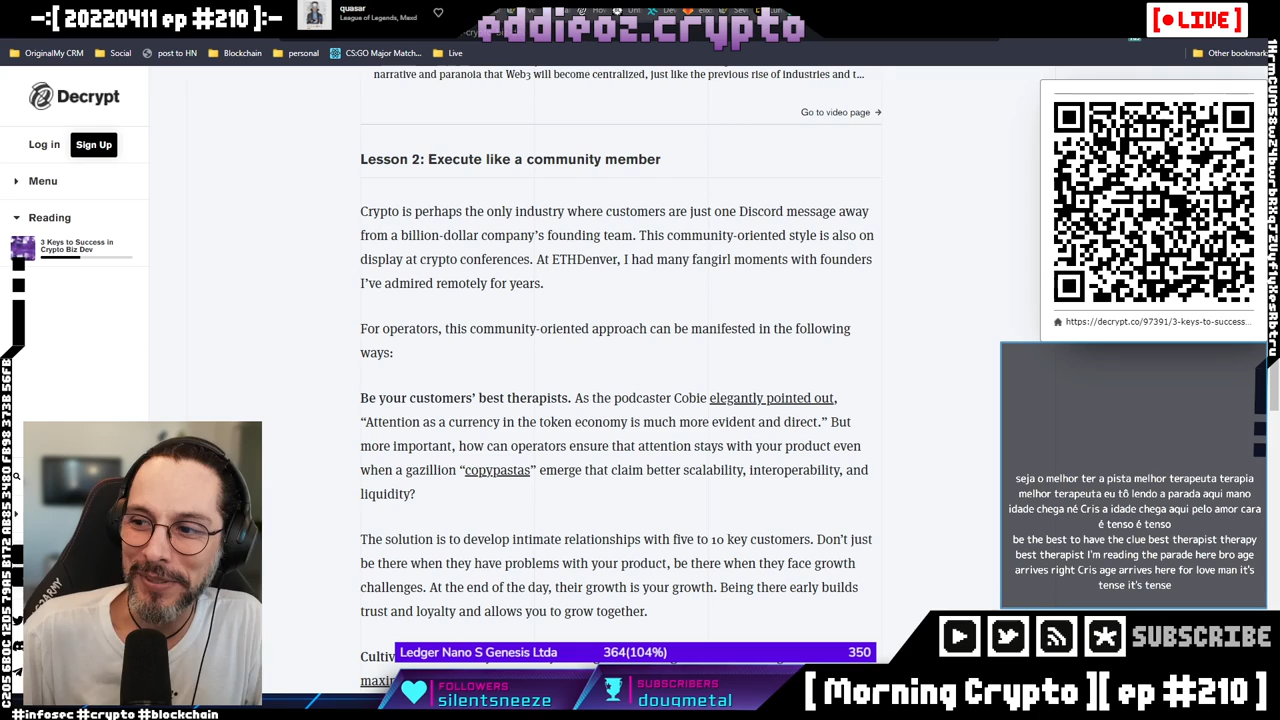 -:[ 20220411 ep #210 ]:-
quasar
League of Legends, Maxd
eddieoz.crypto
[ ● LIVE ]
OriginalMy CRM
Social
post to HN
Blockchain
personal
CS:GO Major Match...
Live
Other bookmark
Decrypt
Log in
Sign Up
Menu
Reading
3 Keys to Success in
Crypto Biz Dev
narrative and paranoia that Web3 will become centralized, just like the previous rise of industries and t...
Go to video page →
Lesson 2: Execute like a community member
Crypto is perhaps the only industry where customers are just one Discord message away
from a billion-dollar company’s founding team. This community-oriented style is also on
display at crypto conferences. At ETHDenver, I had many fangirl moments with founders
I’ve admired remotely for years.
For operators, this community-oriented approach can be manifested in the following
ways:
Be your customers’ best therapists. As the podcaster Cobie elegantly pointed out,
“Attention as a currency in the token economy is much more evident and direct.” But
more important, how can operators ensure that attention stays with your product even
when a gazillion “copypastas” emerge that claim better scalability, interoperability, and
liquidity?
The solution is to develop intimate relationships with five to 10 key customers. Don’t just
be there when they have problems with your product, be there when they face growth
challenges. At the end of the day, their growth is your growth. Being there early builds
trust and loyalty and allows you to grow together.
Ledger Nano S Genesis Ltda 364(104%) 350
FOLLOWERS
silentsneeze
SUBSCRIBERS
dougmetal
https://decrypt.co/97391/3-keys-to-success...
seja o melhor ter a pista melhor terapeuta terapia
melhor terapeuta eu tô lendo a parada aqui mano
idade chega né Cris a idade chega aqui pelo amor cara
é tenso é tenso
be the best to have the clue best therapist therapy
best therapist I'm reading the parade here bro age
arrives right Cris age arrives here for love man it's
tense it's tense
SUBSCRIBE
[ Morning Crypto ][ ep #210 ]
#infosec #crypto #blockchain